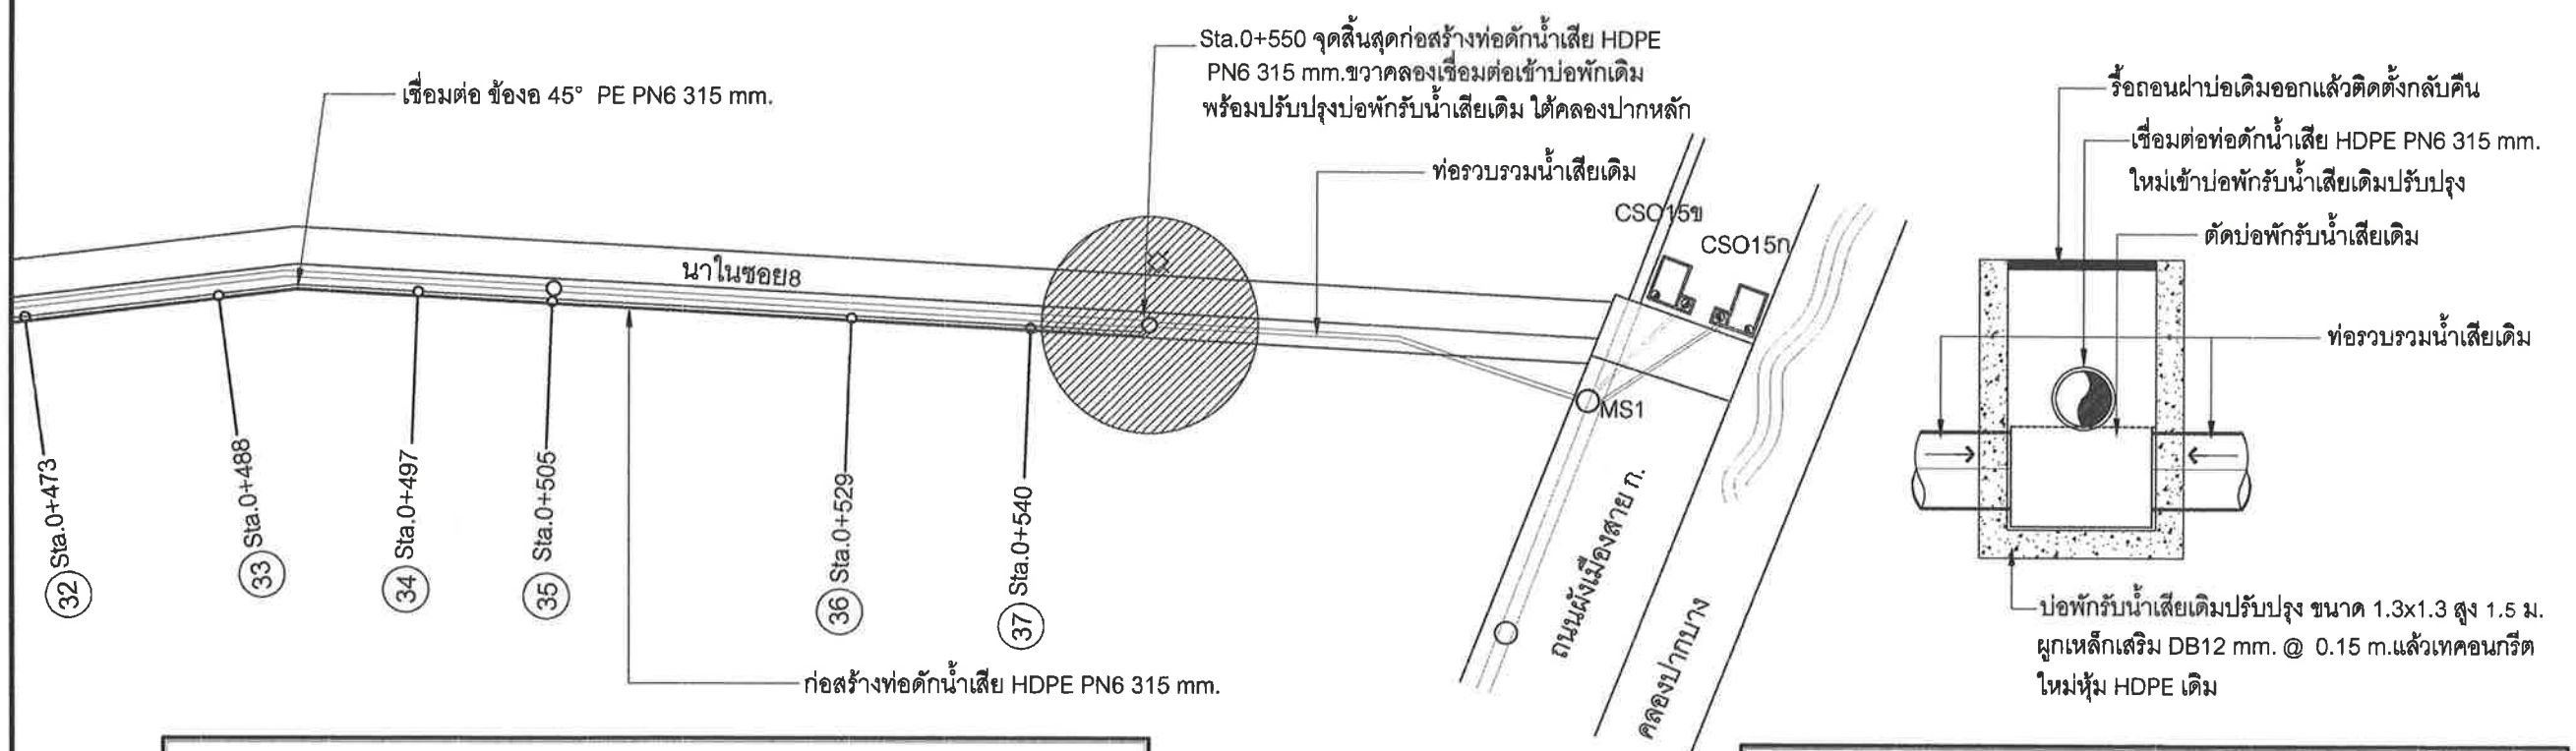 Sta.0+550 จุดสิ้นสุดก่อสร้างท่อดักน้ำเสีย HDPE
PN6 315 mm.ขวาคลองเชื่อมต่อเข้าบ่อพักเดิม
พร้อมปรับปรุงบ่อพักรับน้ำเสียเดิม ใต้คลองปากหลัก
เชื่อมต่อ ข้องอ 45° PE PN6 315 mm.
ท่อรวบรวมน้ำเสียเดิม
CSO15ข
CSO15ก
นาในซอย8
MS1
32 Sta.0+473
33 Sta.0+488
34 Sta.0+497
35 Sta.0+505
36 Sta.0+529
37 Sta.0+540
ก่อสร้างท่อดักน้ำเสีย HDPE PN6 315 mm.
ถนนผังเมืองสาย ก.
คลองปากบาง
รื้อถอนฝาบ่อเดิมออกแล้วติดตั้งกลับคืน
เชื่อมต่อท่อดักน้ำเสีย HDPE PN6 315 mm.
ใหม่เข้าบ่อพักรับน้ำเสียเดิมปรับปรุง
ตัดบ่อพักรับน้ำเสียเดิม
ท่อรวบรวมน้ำเสียเดิม
บ่อพักรับน้ำเสียเดิมปรับปรุง ขนาด 1.3x1.3 สูง 1.5 ม.
ผูกเหล็กเสริม DB12 mm. @ 0.15 m.แล้วเทคอนกรีต
ใหม่หุ้ม HDPE เดิม